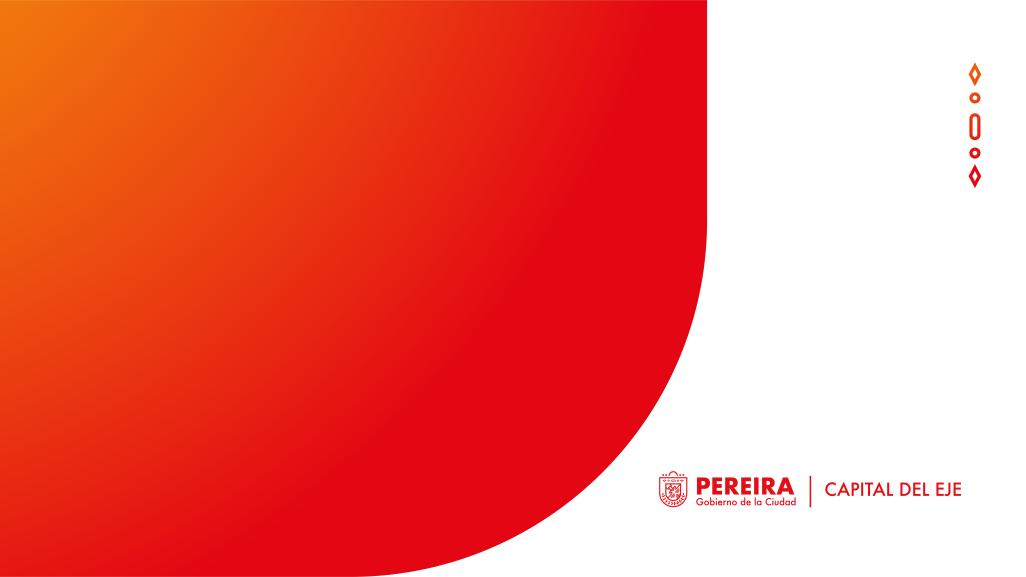 PEREIRA
Gobierno de la Ciudad
CAPITAL DEL EJE